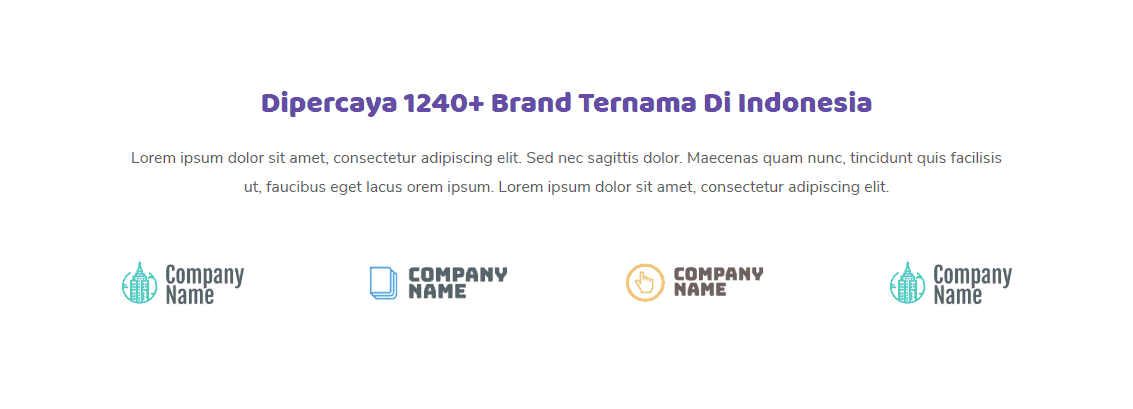 Dipercaya 1240+ Brand Ternama Di Indonesia
Lorem ipsum dolor sit amet, consectetur adipiscing elit. Sed nec sagittis dolor. Maecenas quam nunc, tincidunt quis facilisis
ut, faucibus eget lacus orem ipsum. Lorem ipsum dolor sit amet, consectetur adipiscing elit.
Company
Name
COMPANY
NAME
COMPANY
NAME
Company
Name